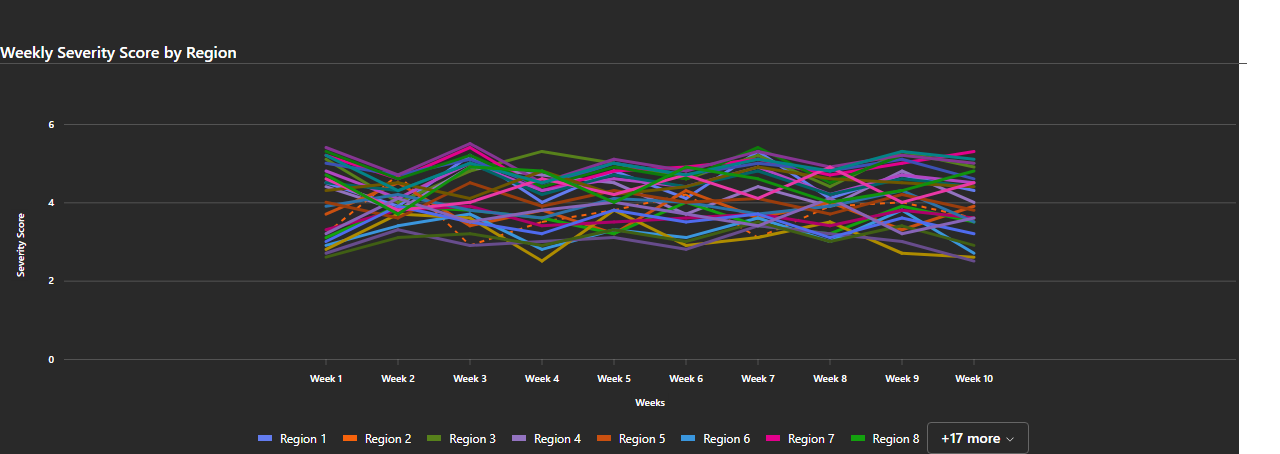 Weekly Severity Score by Region
6
4
2
0
Severity Score
Week 1 Week 2 Week 3 Week 4 Week 5 Week 6 Week 7 Week 8 Week 9 Week 10
Weeks
Region 1 Region 2 Region 3 Region 4 Region 5 Region 6 Region 7 Region 8 +17 more